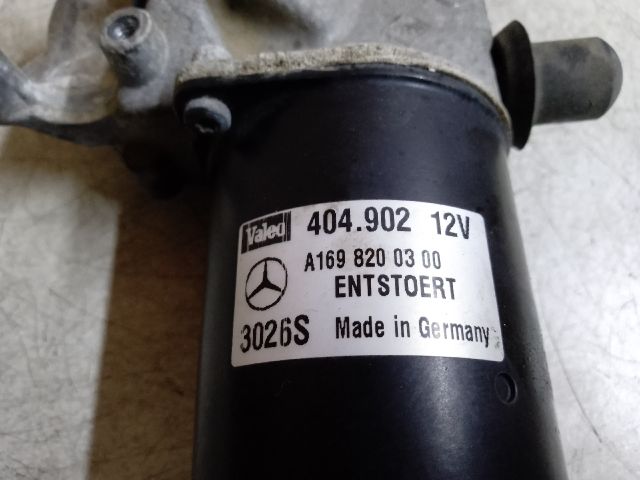 Valeo 404.902 12V
A169 820 03 00
ENTSTOERT
3026S Made in Germany